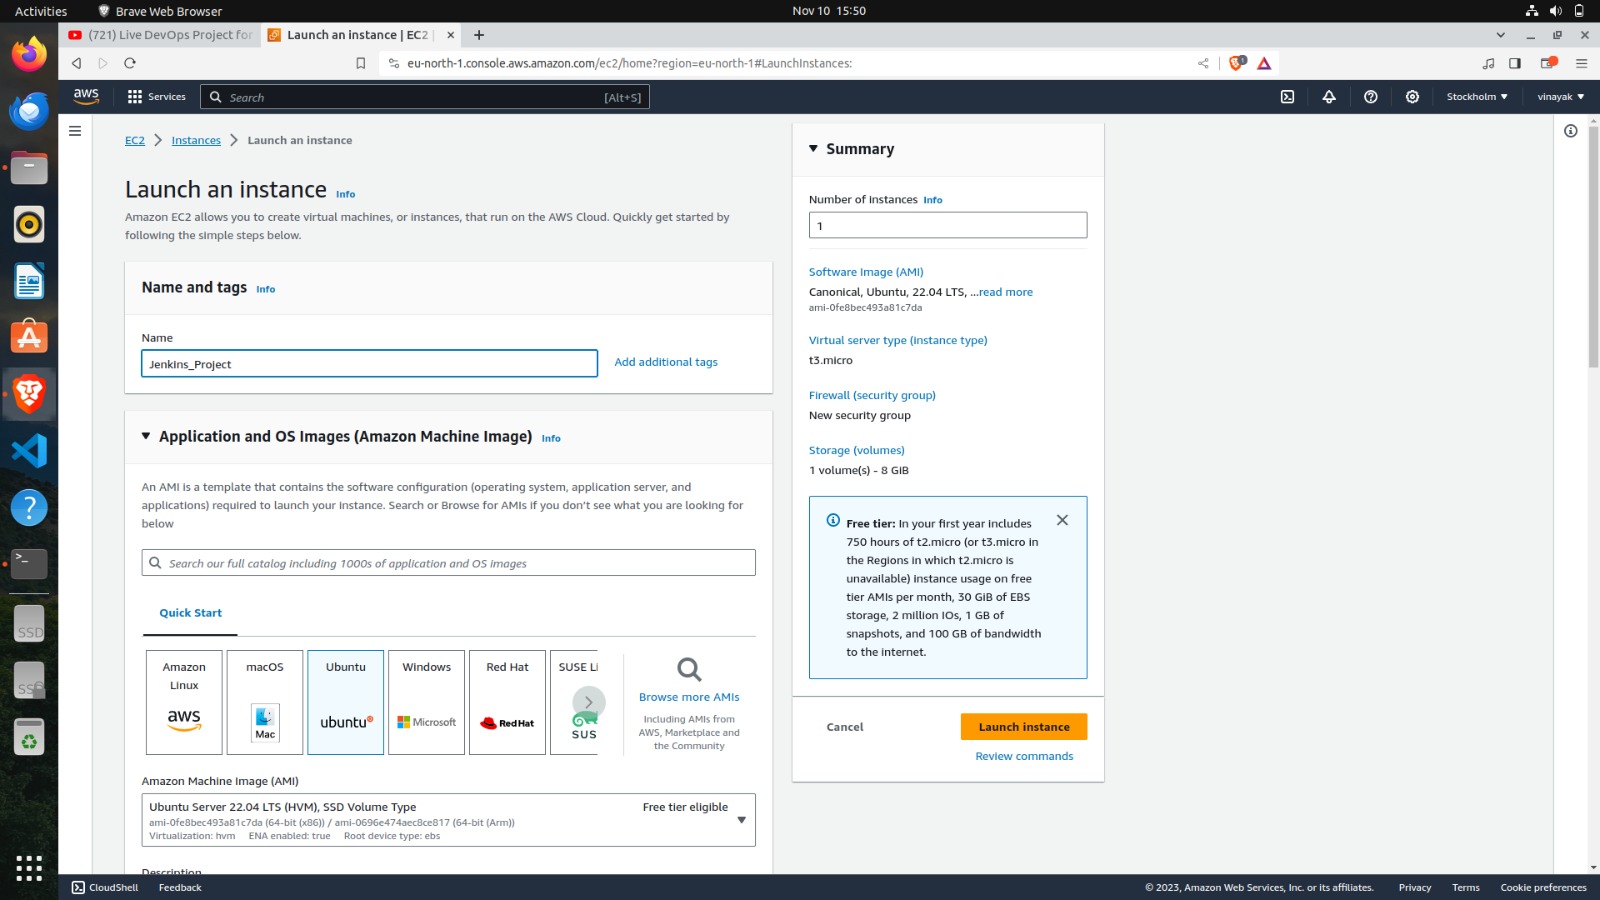 Activities
Brave Web Browser
Nov 10 15:50
(721) Live DevOps Project for
Launch an instance | EC2 |
eu-north-1.console.aws.amazon.com/ec2/home?region=eu-north-1#LaunchInstances:
aws
Services
Search
[Alt+S]
Stockholm
vinayak
EC2
Instances
Launch an instance
Launch an instance Info
Amazon EC2 allows you to create virtual machines, or instances, that run on the AWS Cloud. Quickly get started by
following the simple steps below.
Name and tags Info
Name
Jenkins_Project
Add additional tags
Application and OS Images (Amazon Machine Image) Info
An AMI is a template that contains the software configuration (operating system, application server, and
applications) required to launch your instance. Search or Browse for AMIs if you don't see what you are looking for
below
Search our full catalog including 1000s of application and OS images
Quick Start
Amazon
Linux
aws
macOS
Mac
Ubuntu
ubuntu
Windows
Microsoft
Red Hat
Red Hat
SUSE Li
SUS
Browse more AMIs
Including AMIs from
AWS, Marketplace and
the Community
Amazon Machine Image (AMI)
Ubuntu Server 22.04 LTS (HVM), SSD Volume Type
Free tier eligible
ami-0fe8bec493a81c7da (64-bit (x86)) / ami-0696e474aec8ce817 (64-bit (Arm))
Virtualization: hvm ENA enabled: true Root device type: ebs
Description
Summary
Number of instances Info
1
Software Image (AMI)
Canonical, Ubuntu, 22.04 LTS, ...read more
ami-0fe8bec493a81c7da
Virtual server type (instance type)
t3.micro
Firewall (security group)
New security group
Storage (volumes)
1 volume(s) - 8 GiB
Free tier: In your first year includes
750 hours of t2.micro (or t3.micro in
the Regions in which t2.micro is
unavailable) instance usage on free
tier AMIs per month, 30 GiB of EBS
storage, 2 million IOs, 1 GB of
snapshots, and 100 GB of bandwidth
to the internet.
Cancel
Launch instance
Review commands
SSD
CloudShell
Feedback
© 2023, Amazon Web Services, Inc. or its affiliates.
Privacy
Terms
Cookie preferences